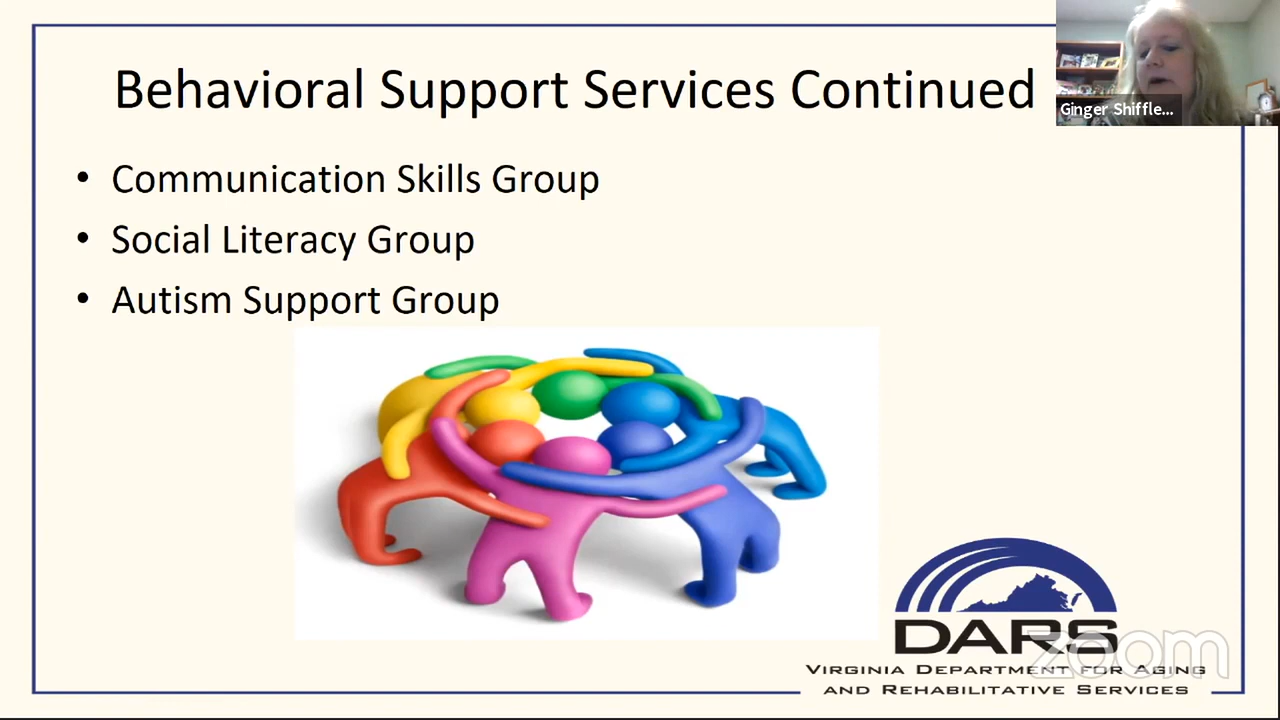 Behavioral Support Services Continued
Ginger Shiffle...
• Communication Skills Group
• Social Literacy Group
• Autism Support Group
DARS
zoom
VIRGINIA DEPARTMENT FOR AGING
AND REHABILITATIVE SERVICES